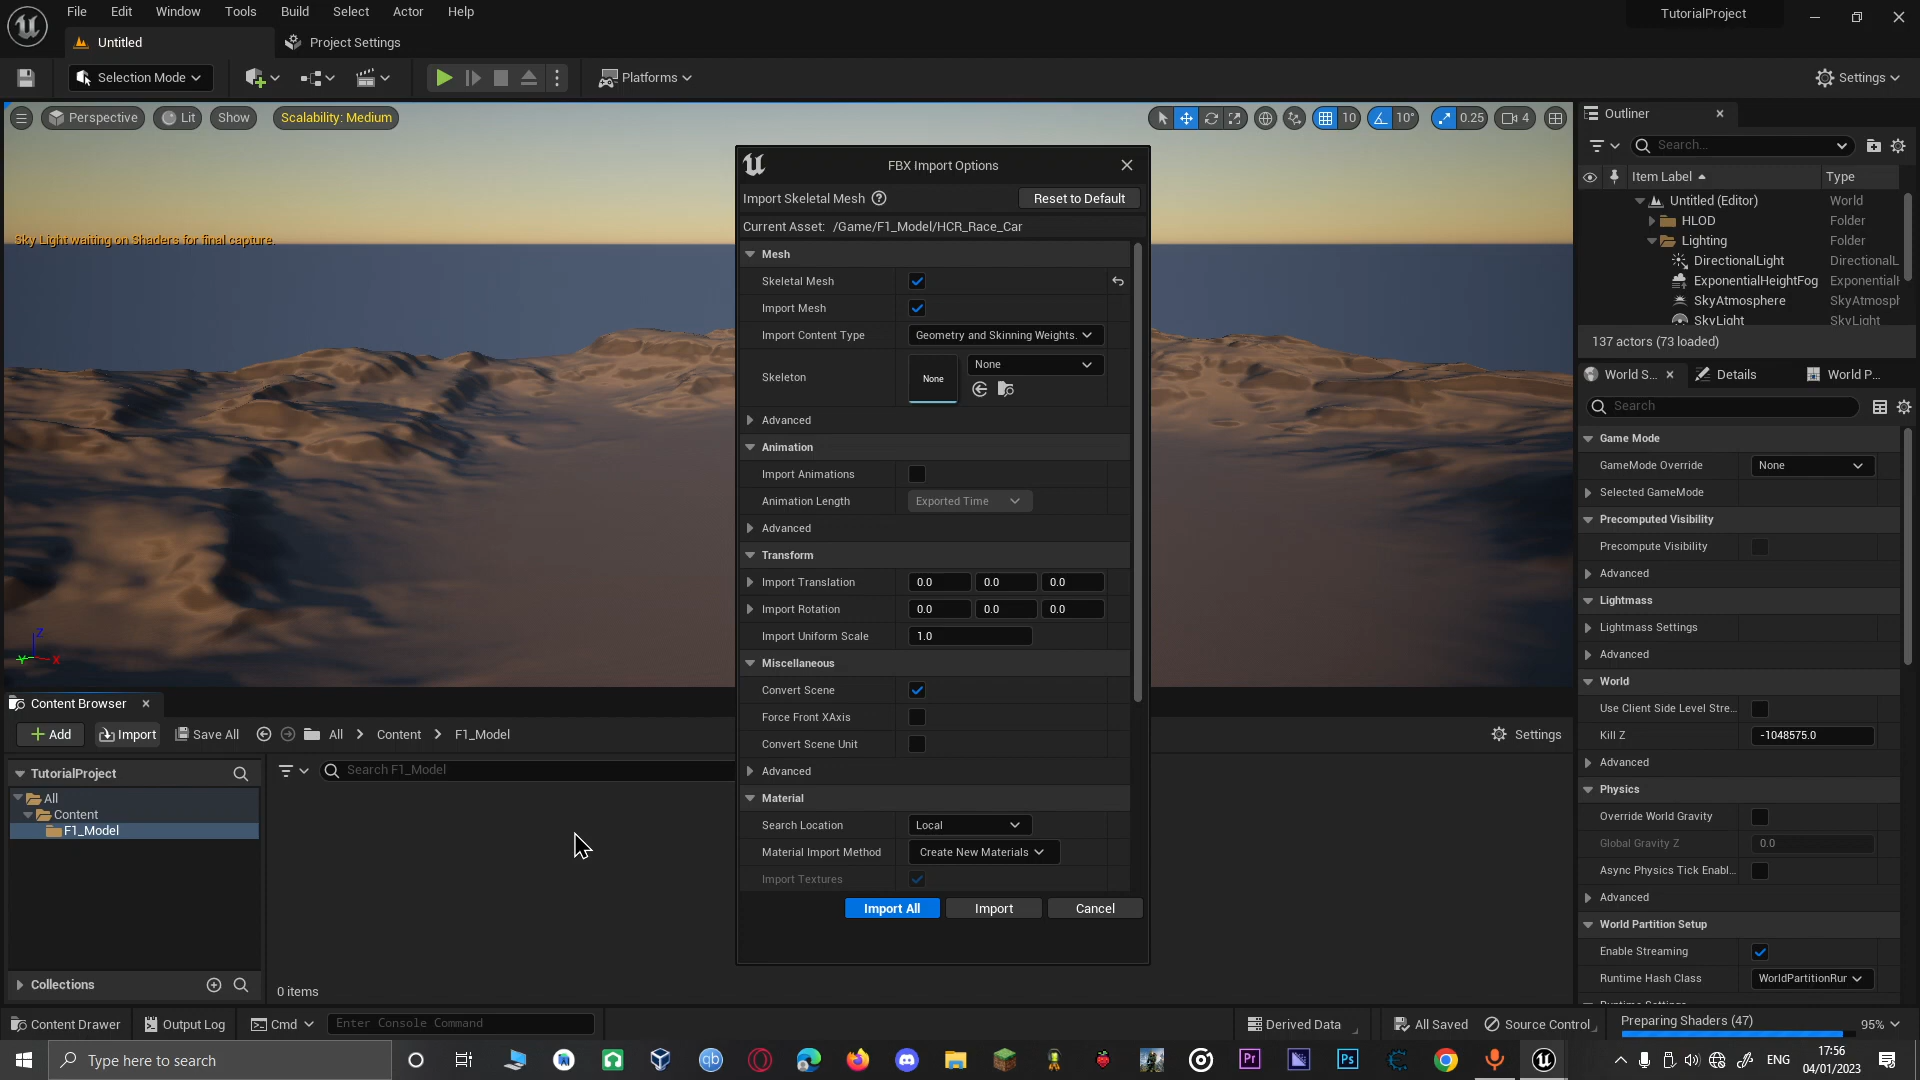 File Edit Window Tools Build Select Actor Help
TutorialProject
Untitled
Project Settings
Selection Mode
Platforms
Settings
Perspective
Lit
Show
Scalability: Medium
10
10°
0.25
4
Sky Light waiting on Shaders for final capture.
FBX Import Options
Import Skeletal Mesh
Reset to Default
Current Asset: /Game/F1_Model/HCR_Race_Car
Mesh
Skeletal Mesh
Import Mesh
Import Content Type
Geometry and Skinning Weights.
Skeleton
None
None
Advanced
Animation
Import Animations
Animation Length
Exported Time
Advanced
Transform
Import Translation
0.0 0.0 0.0
Import Rotation
0.0 0.0 0.0
Import Uniform Scale
1.0
Miscellaneous
Convert Scene
Force Front XAxis
Convert Scene Unit
Advanced
Material
Search Location
Local
Material Import Method
Create New Materials
Import Textures
Import All
Import
Cancel
Outliner
Search...
Item Label
Type
Untitled (Editor)
World
HLOD
Folder
Lighting
Folder
DirectionalLight
DirectionalL
ExponentialHeightFog
Exponentiall
SkyAtmosphere
SkyAtmosph
SkyLight
SkyLight
137 actors (73 loaded)
World S...
Details
World P...
Search
Game Mode
GameMode Override
None
Selected GameMode
Precomputed Visibility
Precompute Visibility
Advanced
Lightmass
Lightmass Settings
Advanced
World
Use Client Side Level Stre...
Kill Z
-1048575.0
Advanced
Physics
Override World Gravity
Global Gravity Z
0.0
Async Physics Tick Enabl...
Advanced
World Partition Setup
Enable Streaming
Runtime Hash Class
WorldPartitionRur
Runtime Settings
Z
Y
X
Content Browser
Add
Import
Save All
All
Content
F1_Model
Settings
TutorialProject
Search F1_Model
All
Content
F1_Model
Collections
0 items
Content Drawer
Output Log
Cmd
Enter Console Command
Derived Data
All Saved
Source Control
Preparing Shaders (47)
95%
Type here to search
Ai
qb
Pr
Ps
ENG
17:56
04/01/2023